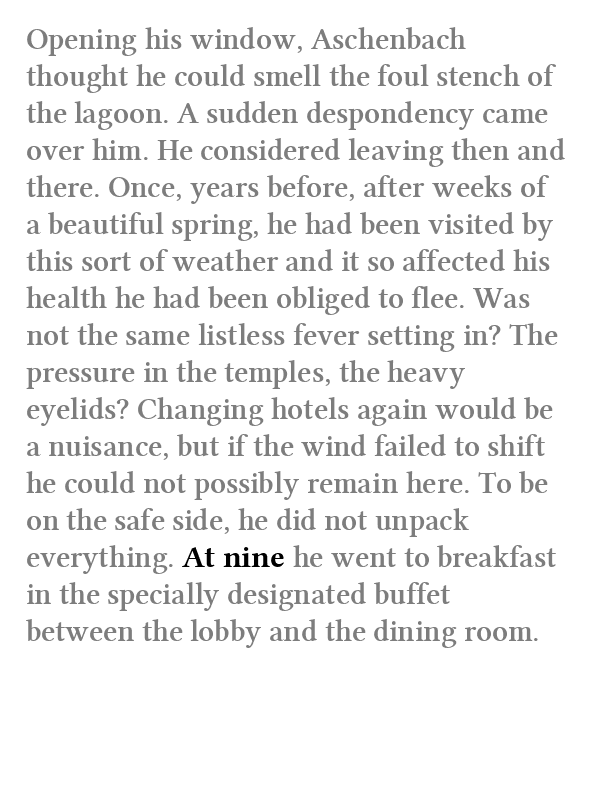 Opening his window, Aschenbach
thought he could smell the foul stench of
the lagoon. A sudden despondency came
over him. He considered leaving then and
there. Once, years before, after weeks of
a beautiful spring, he had been visited by
this sort of weather and it so affected his
health he had been obliged to flee. Was
not the same listless fever setting in? The
pressure in the temples, the heavy
eyelids? Changing hotels again would be
a nuisance, but if the wind failed to shift
he could not possibly remain here. To be
on the safe side, he did not unpack
everything. At nine he went to breakfast
in the specially designated buffet
between the lobby and the dining room.